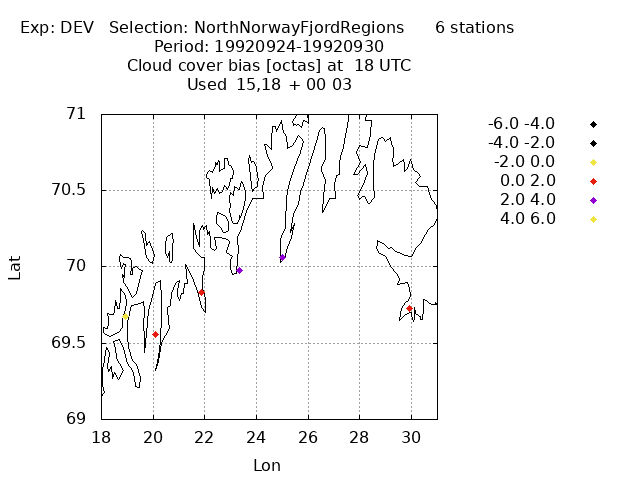 Exp: DEV   Selection: NorthNorwayFjordRegions      6 stations
Period: 19920924-19920930
Cloud cover bias [octas] at  18 UTC
Used  15,18 + 00 03
-6.0 -4.0
-4.0 -2.0
-2.0 0.0
0.0 2.0
2.0 4.0
4.0 6.0
71
70.5
70
69.5
69
Lat
18 20 22 24 26 28 30
Lon